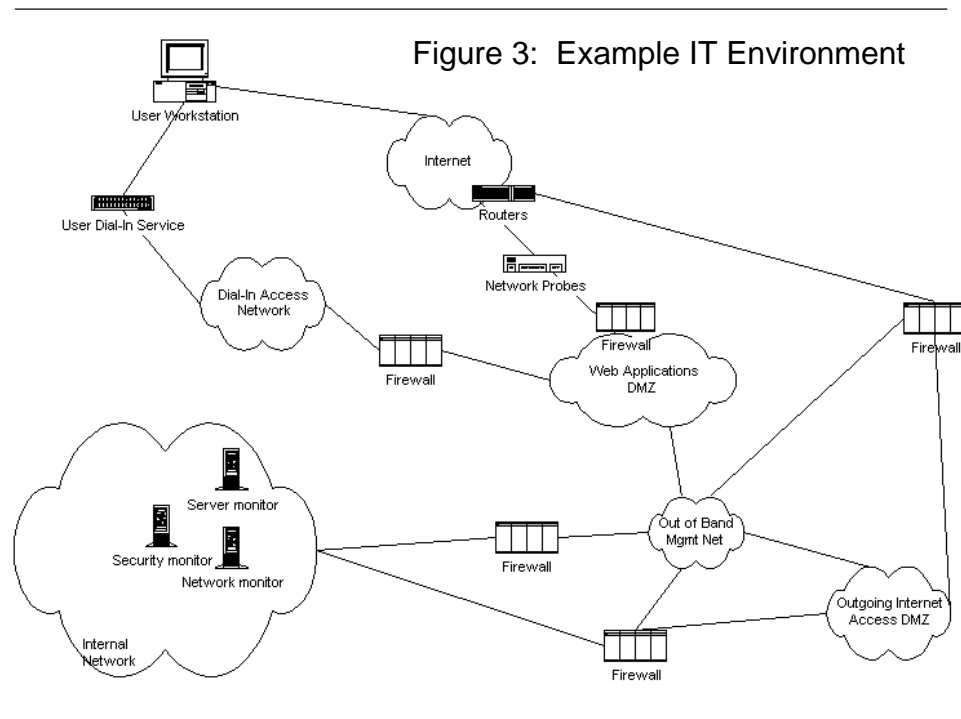 Figure 3:  Example IT Environment
User Workstation
Internet
Routers
User Dial-In Service
Network Probes
Dial-In Access
Network
Firewall
Firewall
Firewall
Web Applications
DMZ
Server monitor
Security monitor
Network monitor
Out of Band
Mgmt Net
Firewall
Outgoing Internet
Access DMZ
Internal
Network
Firewall